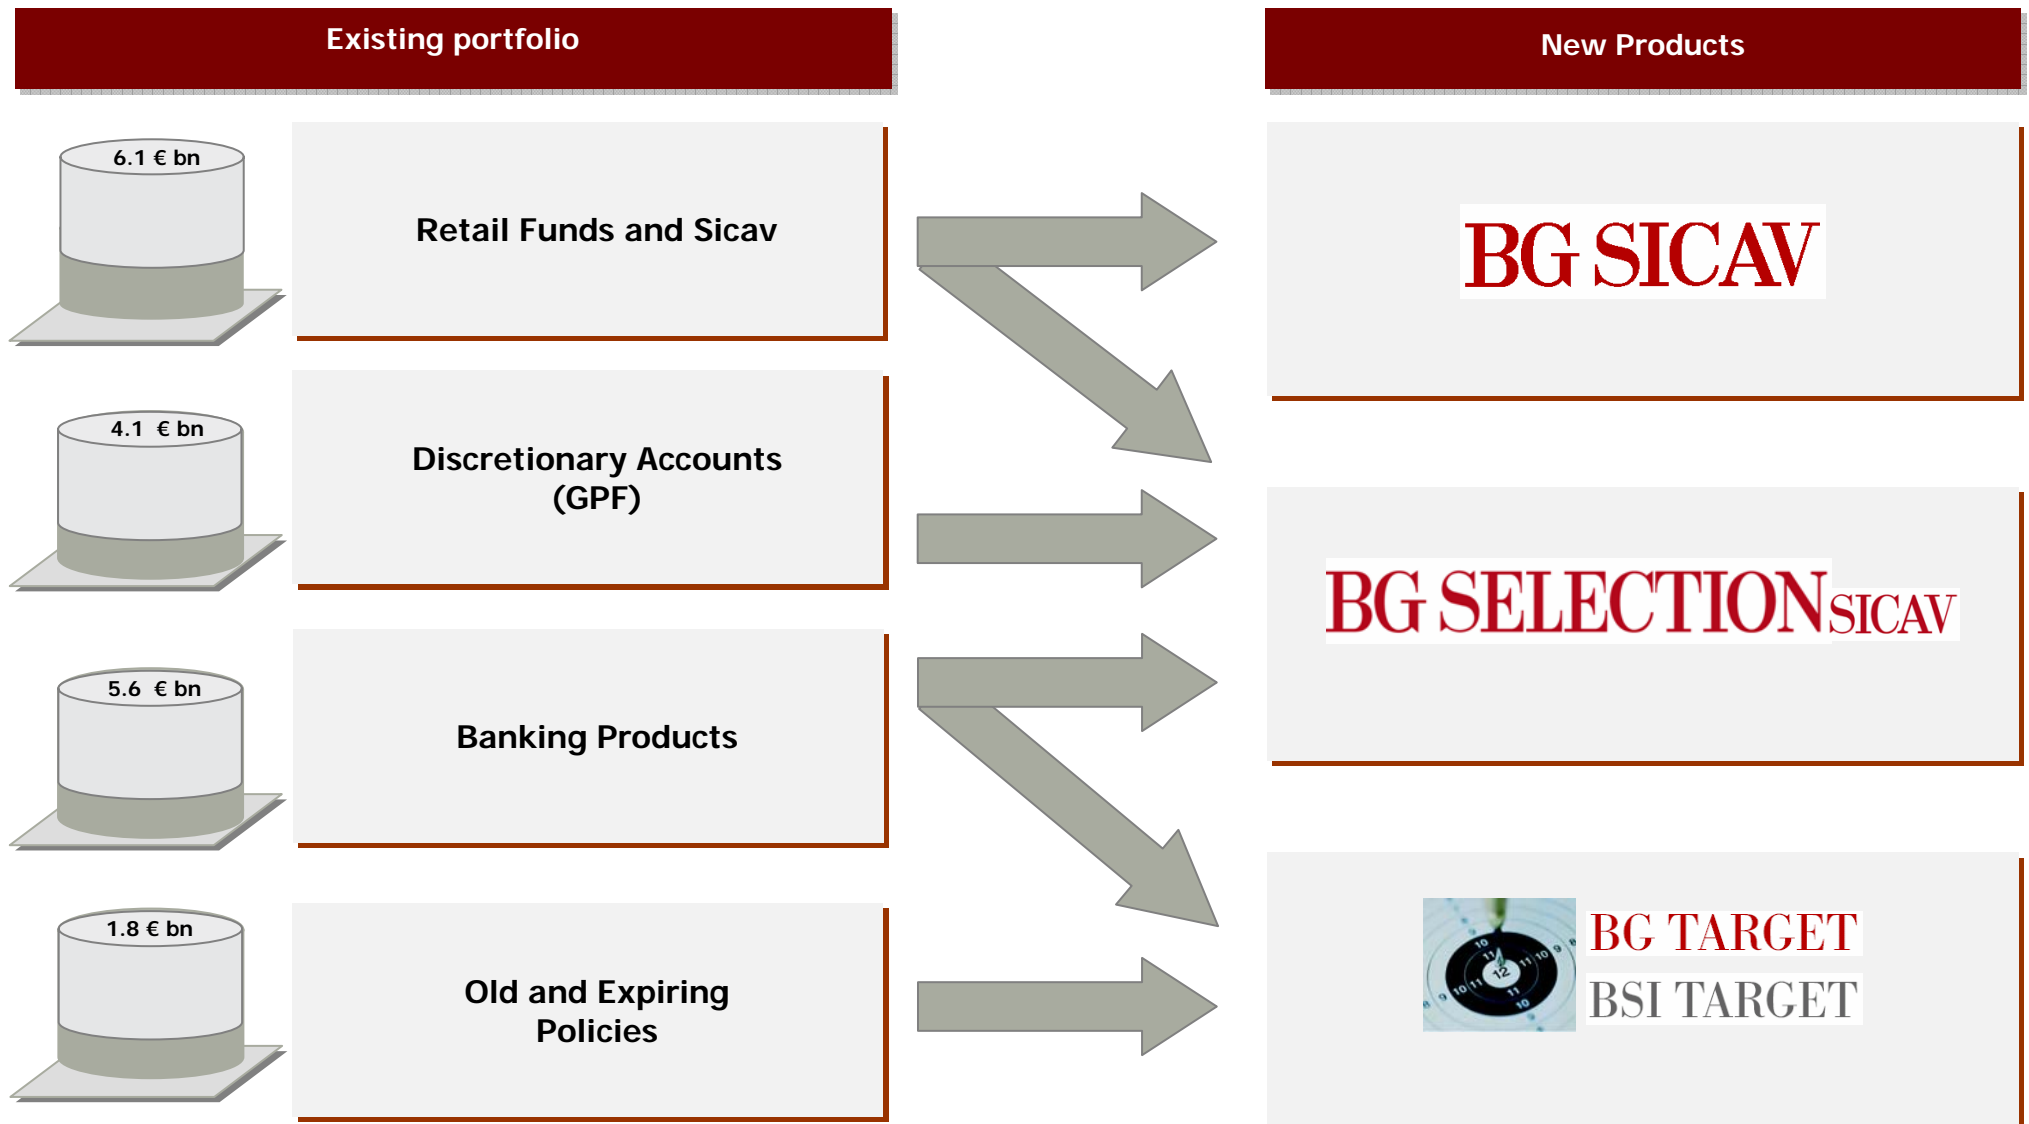 Existing portfolio
New Products
6.1 € bn
Retail Funds and Sicav
BG SICAV
4.1 € bn
Discretionary Accounts
(GPF)
BG SELECTION SICAV
5.6 € bn
Banking Products
1.8 € bn
Old and Expiring
Policies
BG TARGET
BSI TARGET